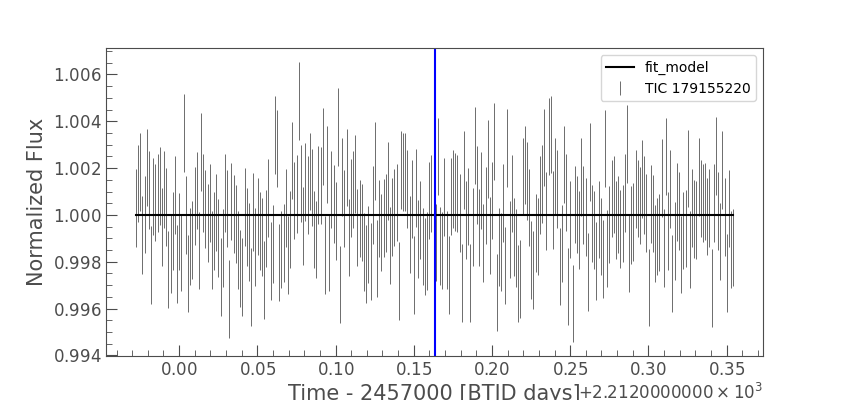 fit_model
TIC 179155220
1.006
1.004
1.002
1.000
0.998
0.996
0.994
Normalized Flux
0.00 0.05 0.10 0.15 0.20 0.25 0.30 0.35
Time - 2457000 [BTJD days]
+2.2120000000 × 10³